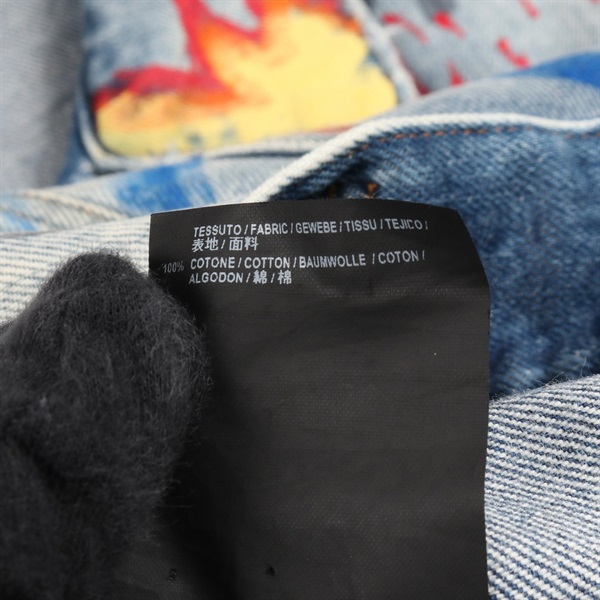 TESSUTO / FABRIC / GEWEBE / TISSU / TEJICO /
表地 / 面料
100% COTONE / COTTON / BAUMWOLLE / COTON /
ALGODON / 綿 / 棉